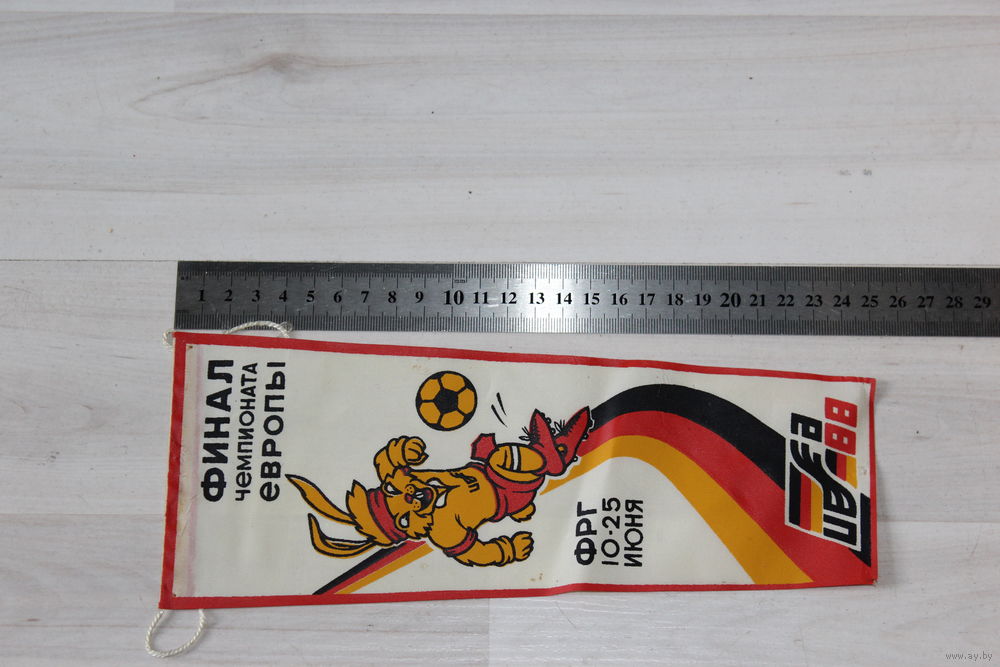 1 2 3 4 5 6 7 8 9 10 11 12 13 14 15 16 17 18 19 20 21 22 23 24 25 26 27 28 29
ФИНАЛ
чемпионата
евРОПЫ
ФРГ
10-25
ИЮНЯ
uefa
88
www.ay.by